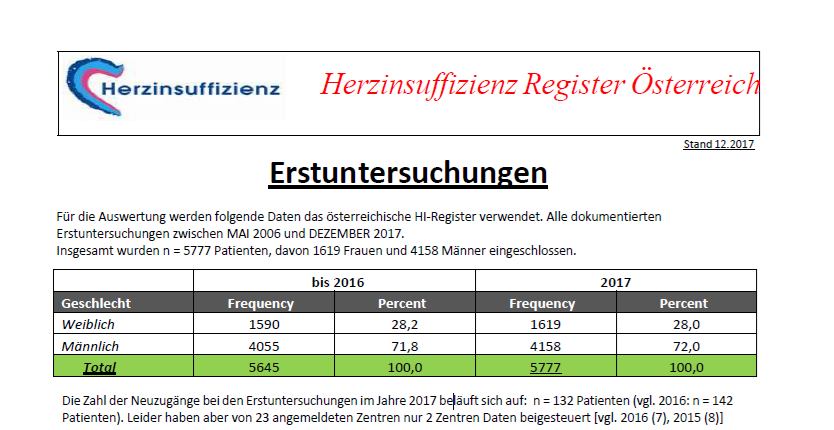 Herzinsuffizienz
Herzinsuffizienz Register Österreich
Stand 12.2017
Erstuntersuchungen
Für die Auswertung werden folgende Daten das österreichische HI-Register verwendet. Alle dokumentierten
Erstuntersuchungen zwischen MAI 2006 und DEZEMBER 2017.
Insgesamt wurden n = 5777 Patienten, davon 1619 Frauen und 4158 Männer eingeschlossen.
bis 2016 2017
Geschlecht Frequency Percent Frequency Percent
Weiblich 1590 28,2 1619 28,0
Männlich 4055 71,8 4158 72,0
Total 5645 100,0 5777 100,0
Die Zahl der Neuzugänge bei den Erstuntersuchungen im Jahre 2017 beläuft sich auf: n = 132 Patienten (vgl. 2016: n = 142
Patienten). Leider haben aber von 23 angemeldeten Zentren nur 2 Zentren Daten beigesteuert [vgl. 2016 (7), 2015 (8)]